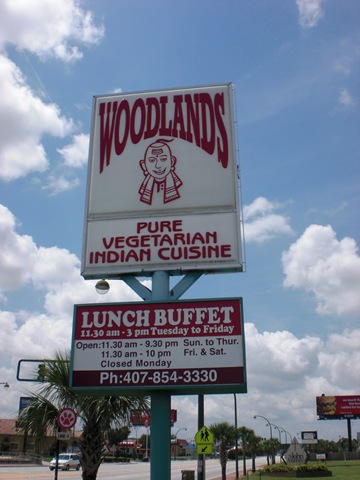 WOODLANDS
PURE
VEGETARIAN
INDIAN CUISINE
LUNCH BUFFET
11.30 am - 3 pm Tuesday to Friday
Open:11.30 am - 9.30 pm Sun. to Thur.
11.30 am - 10 pm Fri. & Sat.
Closed Monday
Ph:407-854-3330